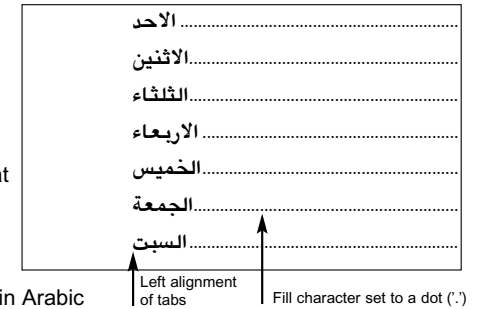 الاحد ........................................................................
الاثنين........................................................................
الثلثاء........................................................................
الاربعاء........................................................................
الخميس........................................................................
الجمعة........................................................................
السبت........................................................................
in Arabic
Left alignment
of tabs
Fill character set to a dot ('.')